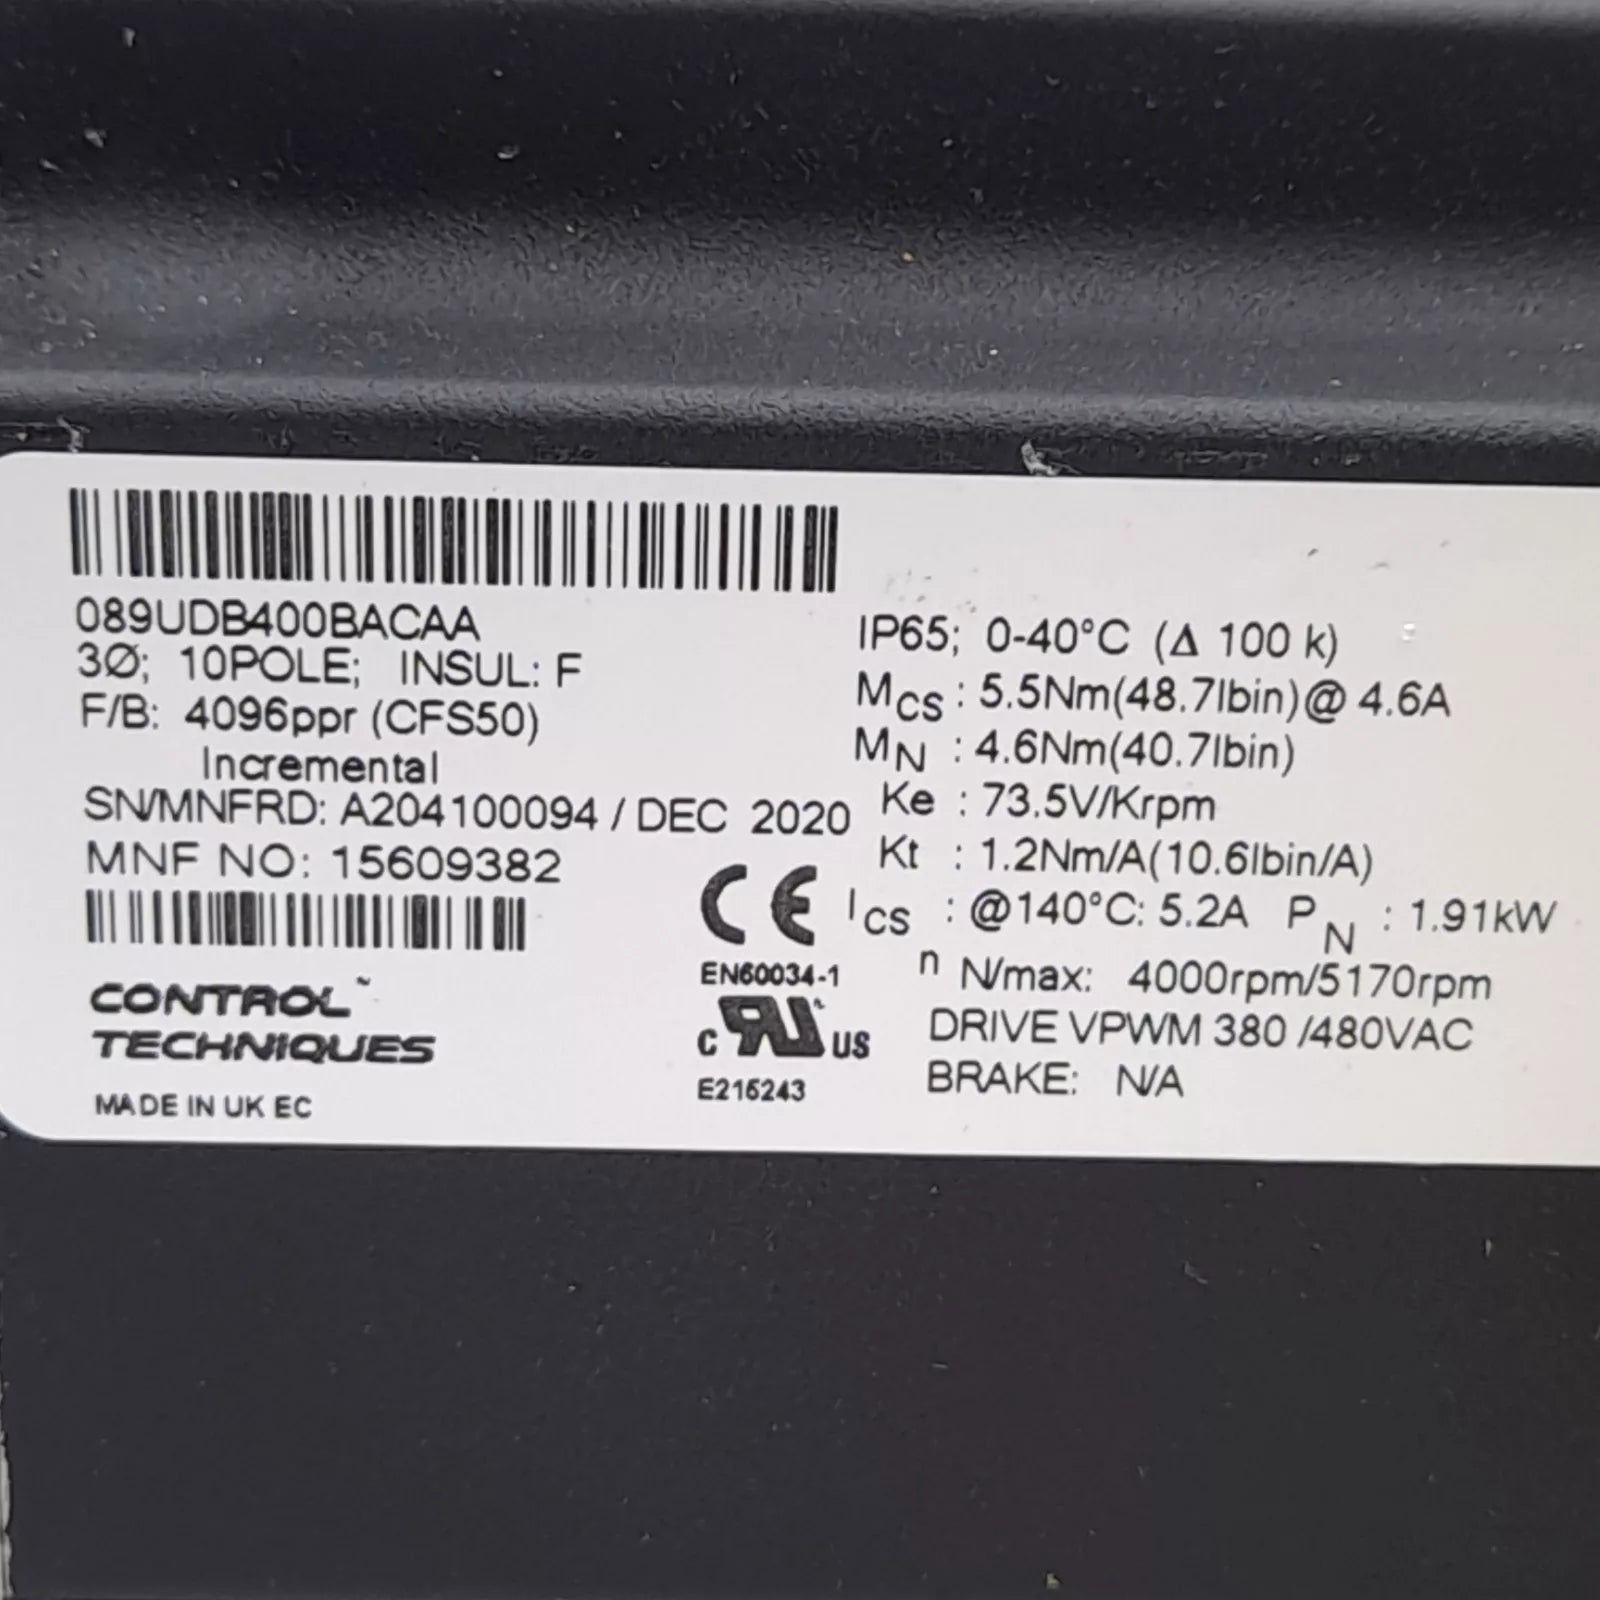 089UDB400BACAA
3Ø; 10POLE; INSUL: F
F/B: 4096ppr (CFS50)
Incremental
SN/MNFRD: A204100094 / DEC 2020
MNF NO: 15609382
CONTROL
TECHNIQUES
MADE IN UK EC
CE
EN60034-1
c RU US
E216243
IP65; 0-40°C (Δ 100 k)
MCS : 5.5Nm(48.7lbin)@ 4.6A
MN : 4.6Nm(40.7lbin)
Ke : 73.5V/Krpm
Kt : 1.2Nm/A(10.6lbin/A)
ICS : @140°C: 5.2A PN : 1.91kW
n N/max: 4000rpm/5170rpm
DRIVE VPWM 380 /480VAC
BRAKE: N/A